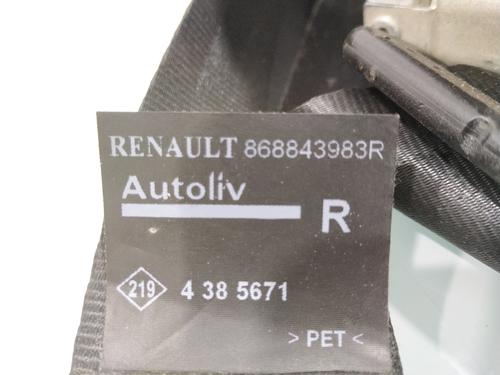 RENAULT 868843983R
Autoliv
R
219 4 38 5671
> PET <